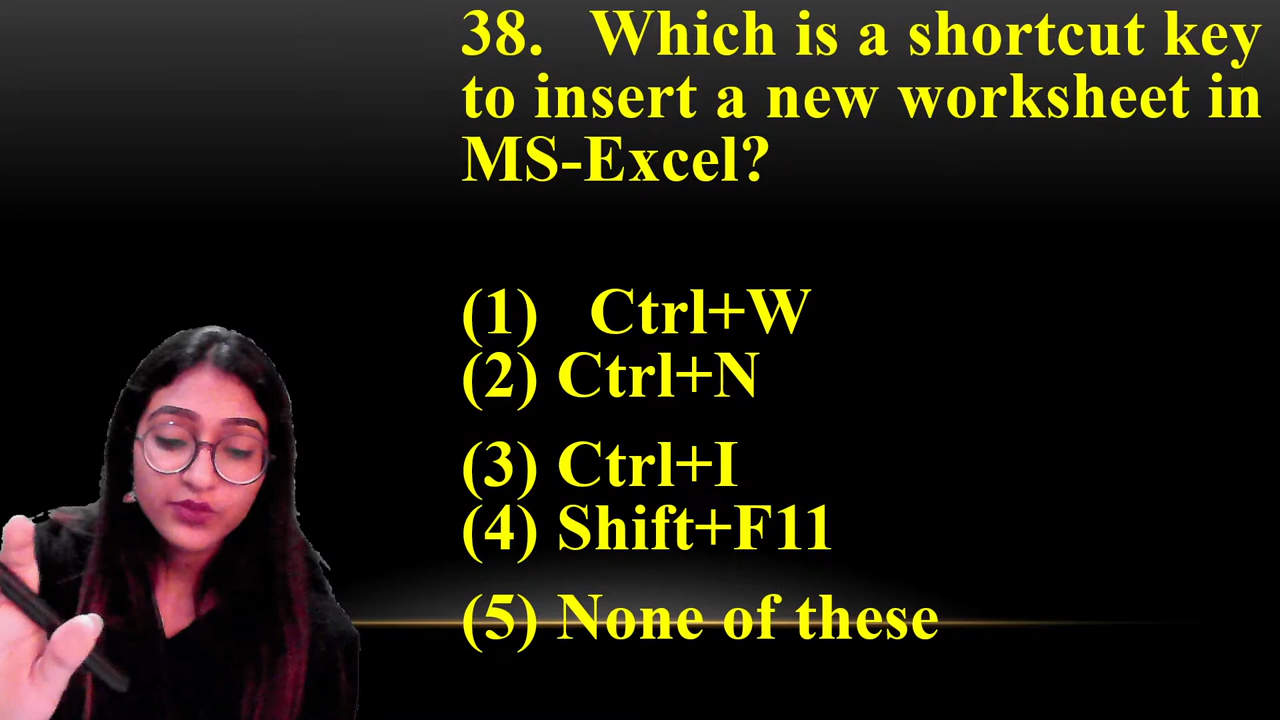 38. Which is a shortcut key
to insert a new worksheet in
MS-Excel?
(1) Ctrl+W
(2) Ctrl+N
(3) Ctrl+I
(4) Shift+F11
(5) None of these